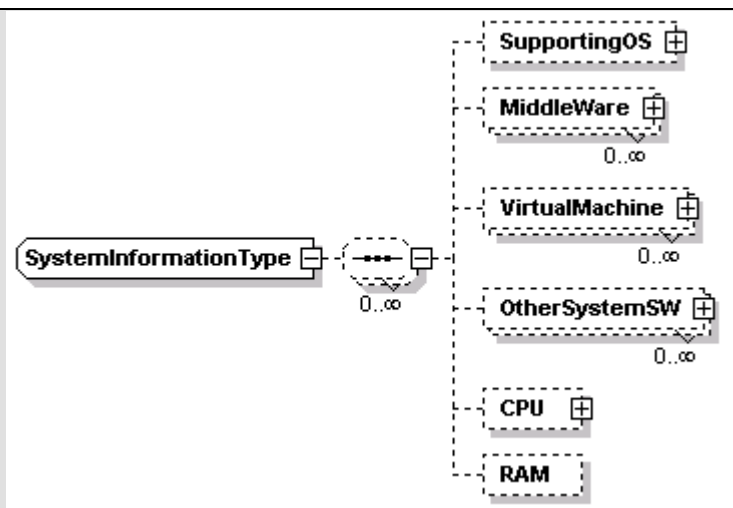 SupportingOS
MiddleWare
0..∞
VirtualMachine
0..∞
SystemInformationType
0..∞
OtherSystemSW
0..∞
CPU
RAM